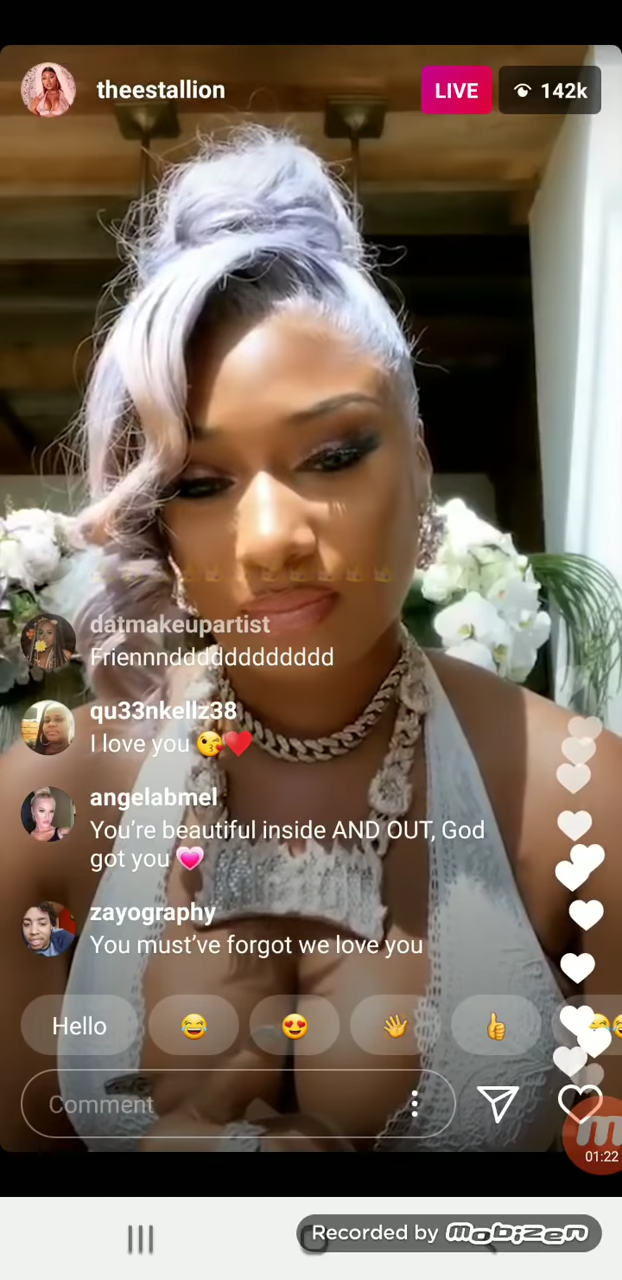 theestallion
LIVE
142k
datmakeupartist
Friennnddddddddddddd
qu33nkellz38
I love you 😘❤️
angelabmel
You’re beautiful inside AND OUT, God
got you 💗
zayography
You must’ve forgot we love you
Hello
Comment
01:22
Recorded by mobizen